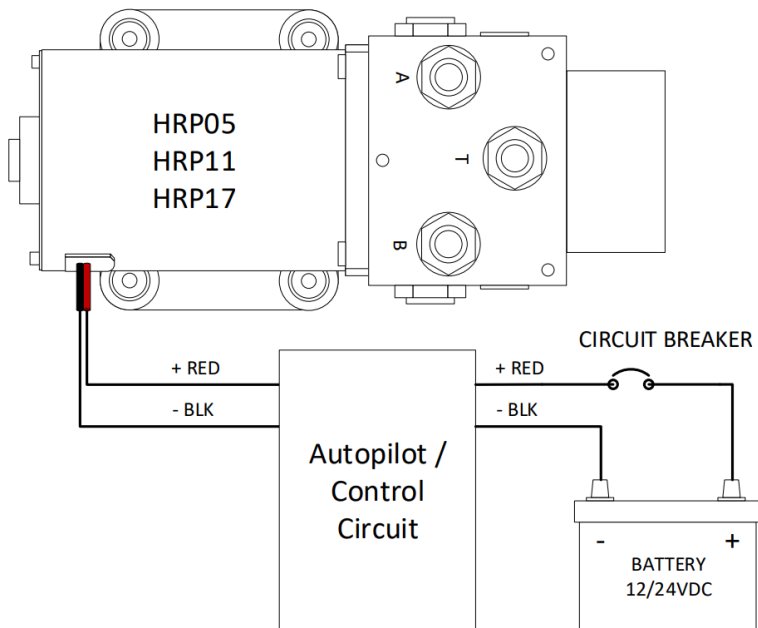 HRP05
HRP11
HRP17
A
T
B
CIRCUIT BREAKER
+ RED
+ RED
- BLK
- BLK
Autopilot /
Control
Circuit
- +
BATTERY
12/24VDC